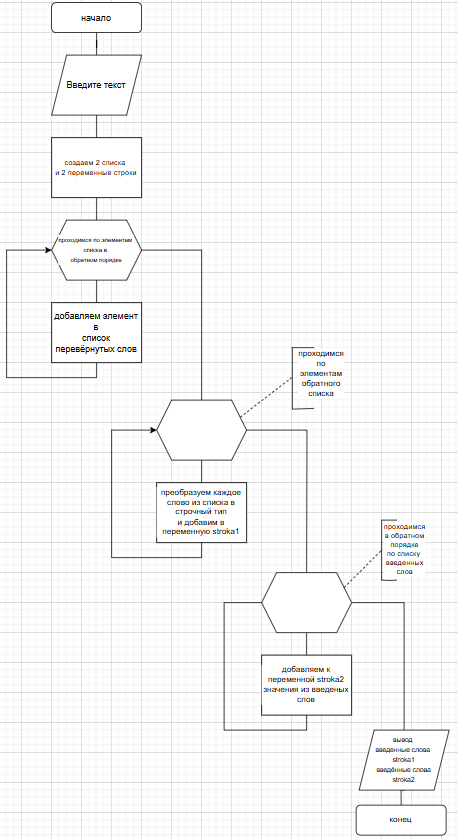 начало
Введите текст
создаем 2 списка
и 2 переменные строки
проходимся по элементам
списка в
обратном порядке
добавляем элемент
в
список
перевёрнутых слов
проходимся
по
элементам
обратного
списка
преобразуем каждое
слово из списка в
строчный тип
и добавим в
переменную stroka1
проходимся
в обратном
порядке
по списку
введенных
слов
добавляем к
переменной stroka2
значения из введеных
слов
вывод
введенные слова
stroka1
введённые слова
stroka2
конец